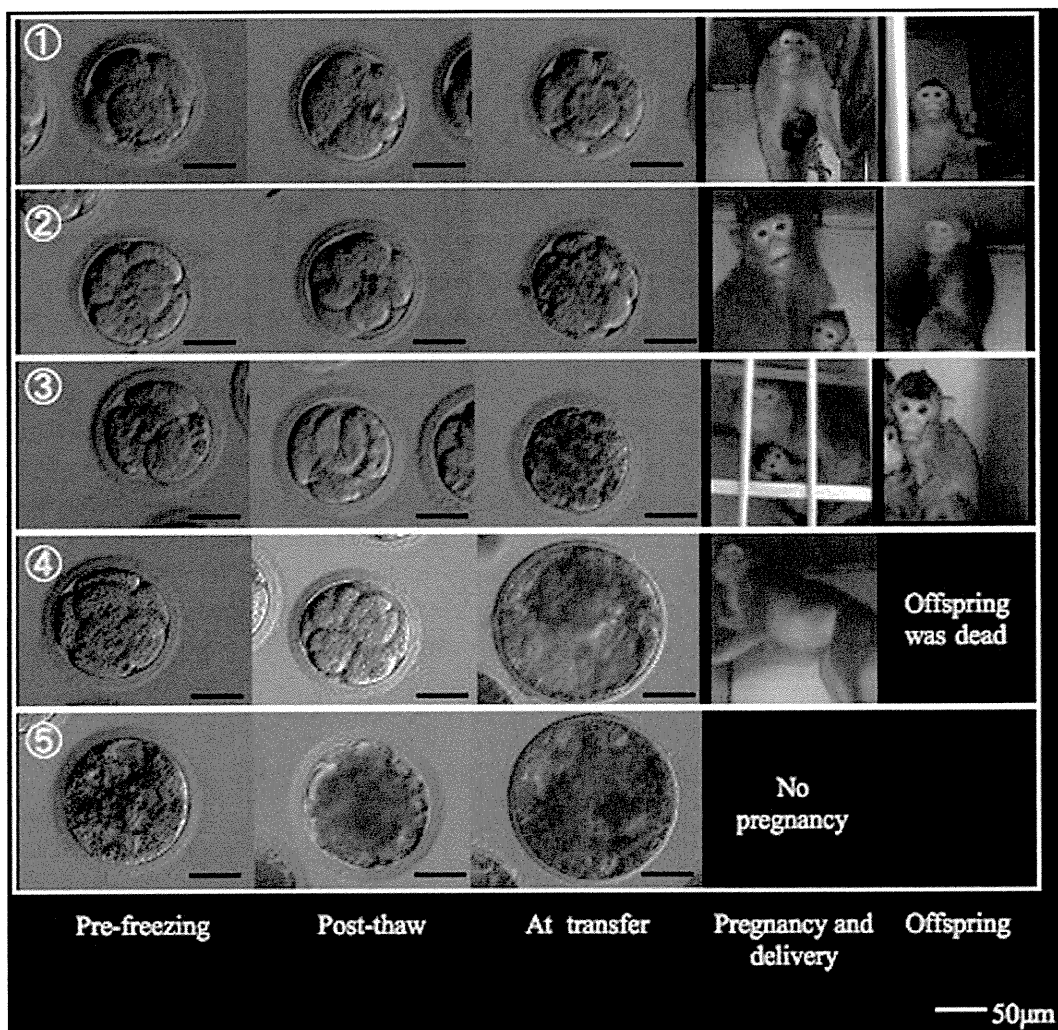 ①
②
③
④
Offspring
was dead
⑤
No
pregnancy
Pre-freezing
Post-thaw
At transfer
Pregnancy and
delivery
Offspring
50μm